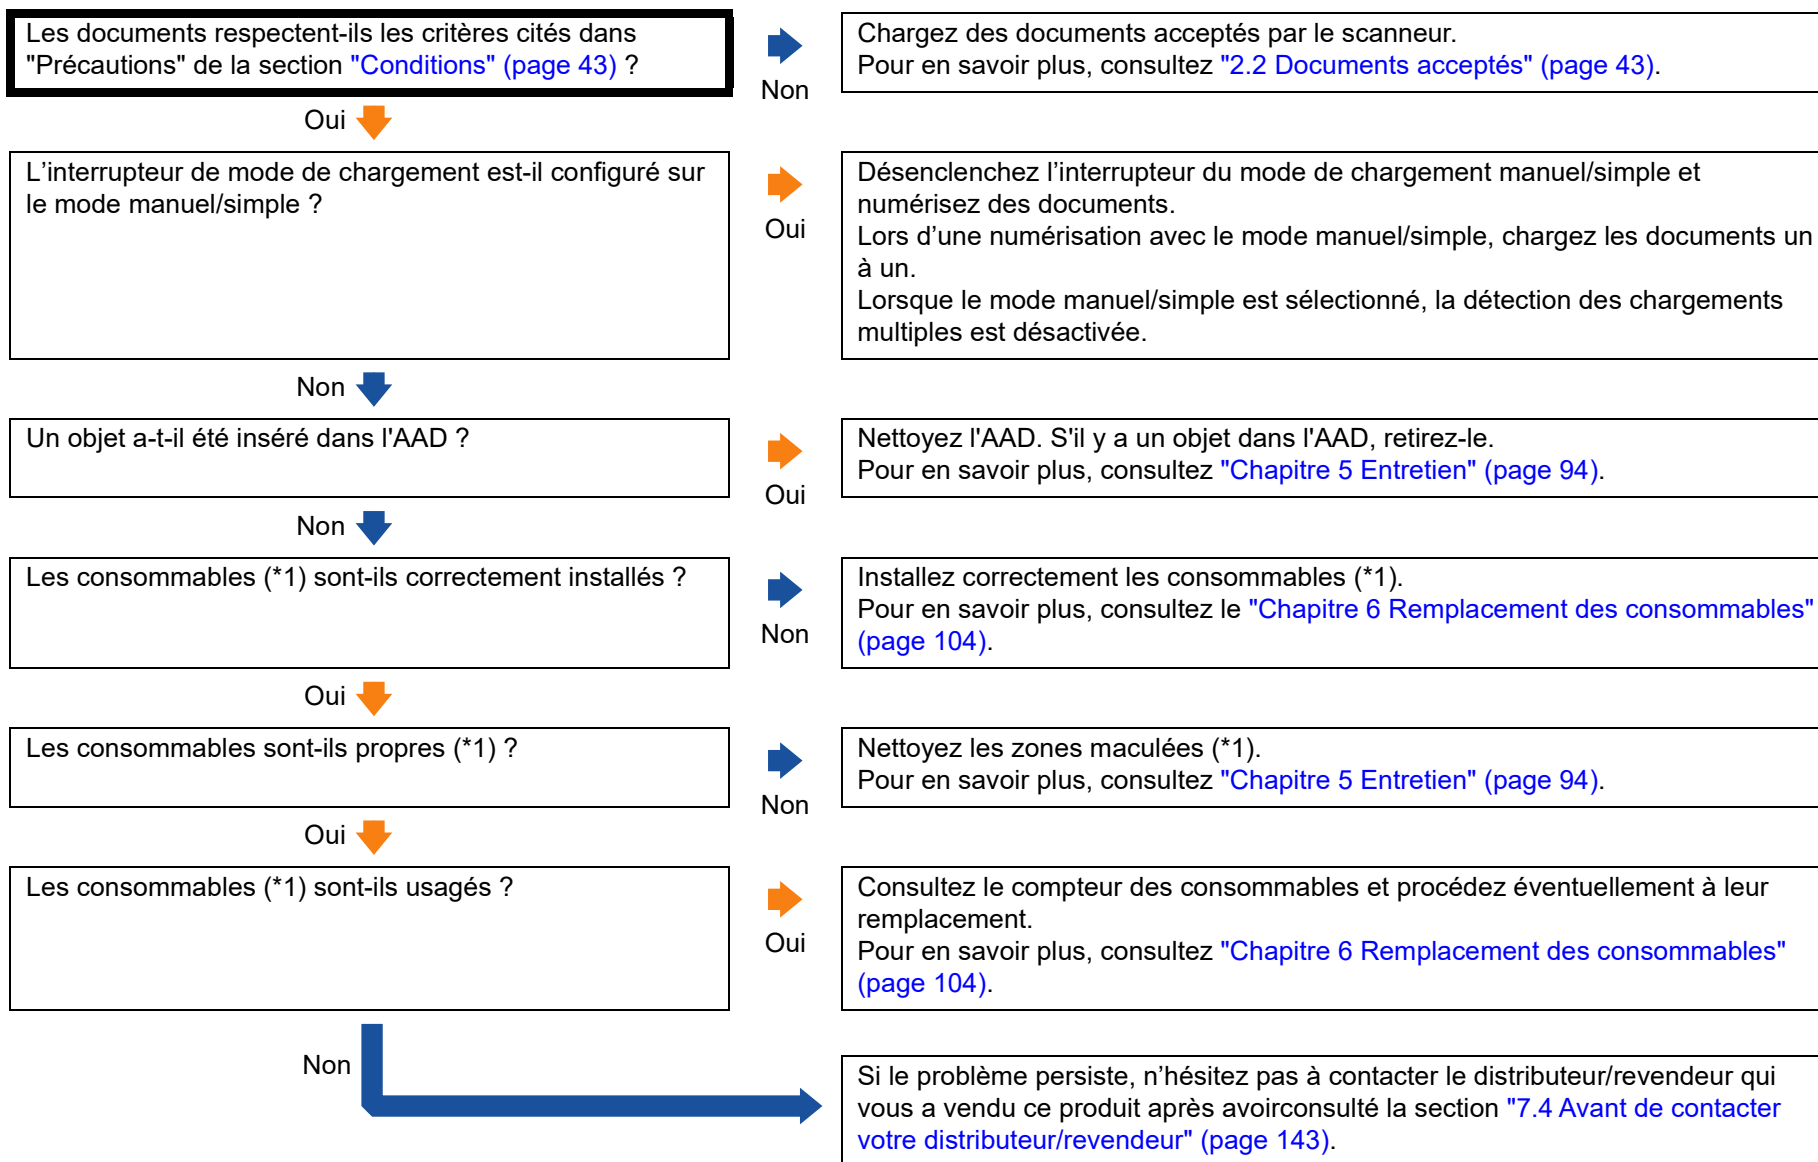 Les documents respectent-ils les critères cités dans
"Précautions" de la section "Conditions" (page 43) ?
Non
Chargez des documents acceptés par le scanneur.
Pour en savoir plus, consultez "2.2 Documents acceptés" (page 43).
Oui
L’interrupteur de mode de chargement est-il configuré sur
le mode manuel/simple ?
Oui
Désenclenchez l’interrupteur du mode de chargement manuel/simple et
numérisez des documents.
Lors d’une numérisation avec le mode manuel/simple, chargez les documents un
à un.
Lorsque le mode manuel/simple est sélectionné, la détection des chargements
multiples est désactivée.
Non
Un objet a-t-il été inséré dans l'AAD ?
Oui
Nettoyez l'AAD. S'il y a un objet dans l'AAD, retirez-le.
Pour en savoir plus, consultez "Chapitre 5 Entretien" (page 94).
Non
Les consommables (*1) sont-ils correctement installés ?
Non
Installez correctement les consommables (*1).
Pour en savoir plus, consultez le "Chapitre 6 Remplacement des consommables"
(page 104).
Oui
Les consommables sont-ils propres (*1) ?
Non
Nettoyez les zones maculées (*1).
Pour en savoir plus, consultez "Chapitre 5 Entretien" (page 94).
Oui
Les consommables (*1) sont-ils usagés ?
Oui
Consultez le compteur des consommables et procédez éventuellement à leur
remplacement.
Pour en savoir plus, consultez "Chapitre 6 Remplacement des consommables"
(page 104).
Non
Si le problème persiste, n’hésitez pas à contacter le distributeur/revendeur qui
vous a vendu ce produit après avoirconsulté la section "7.4 Avant de contacter
votre distributeur/revendeur" (page 143).